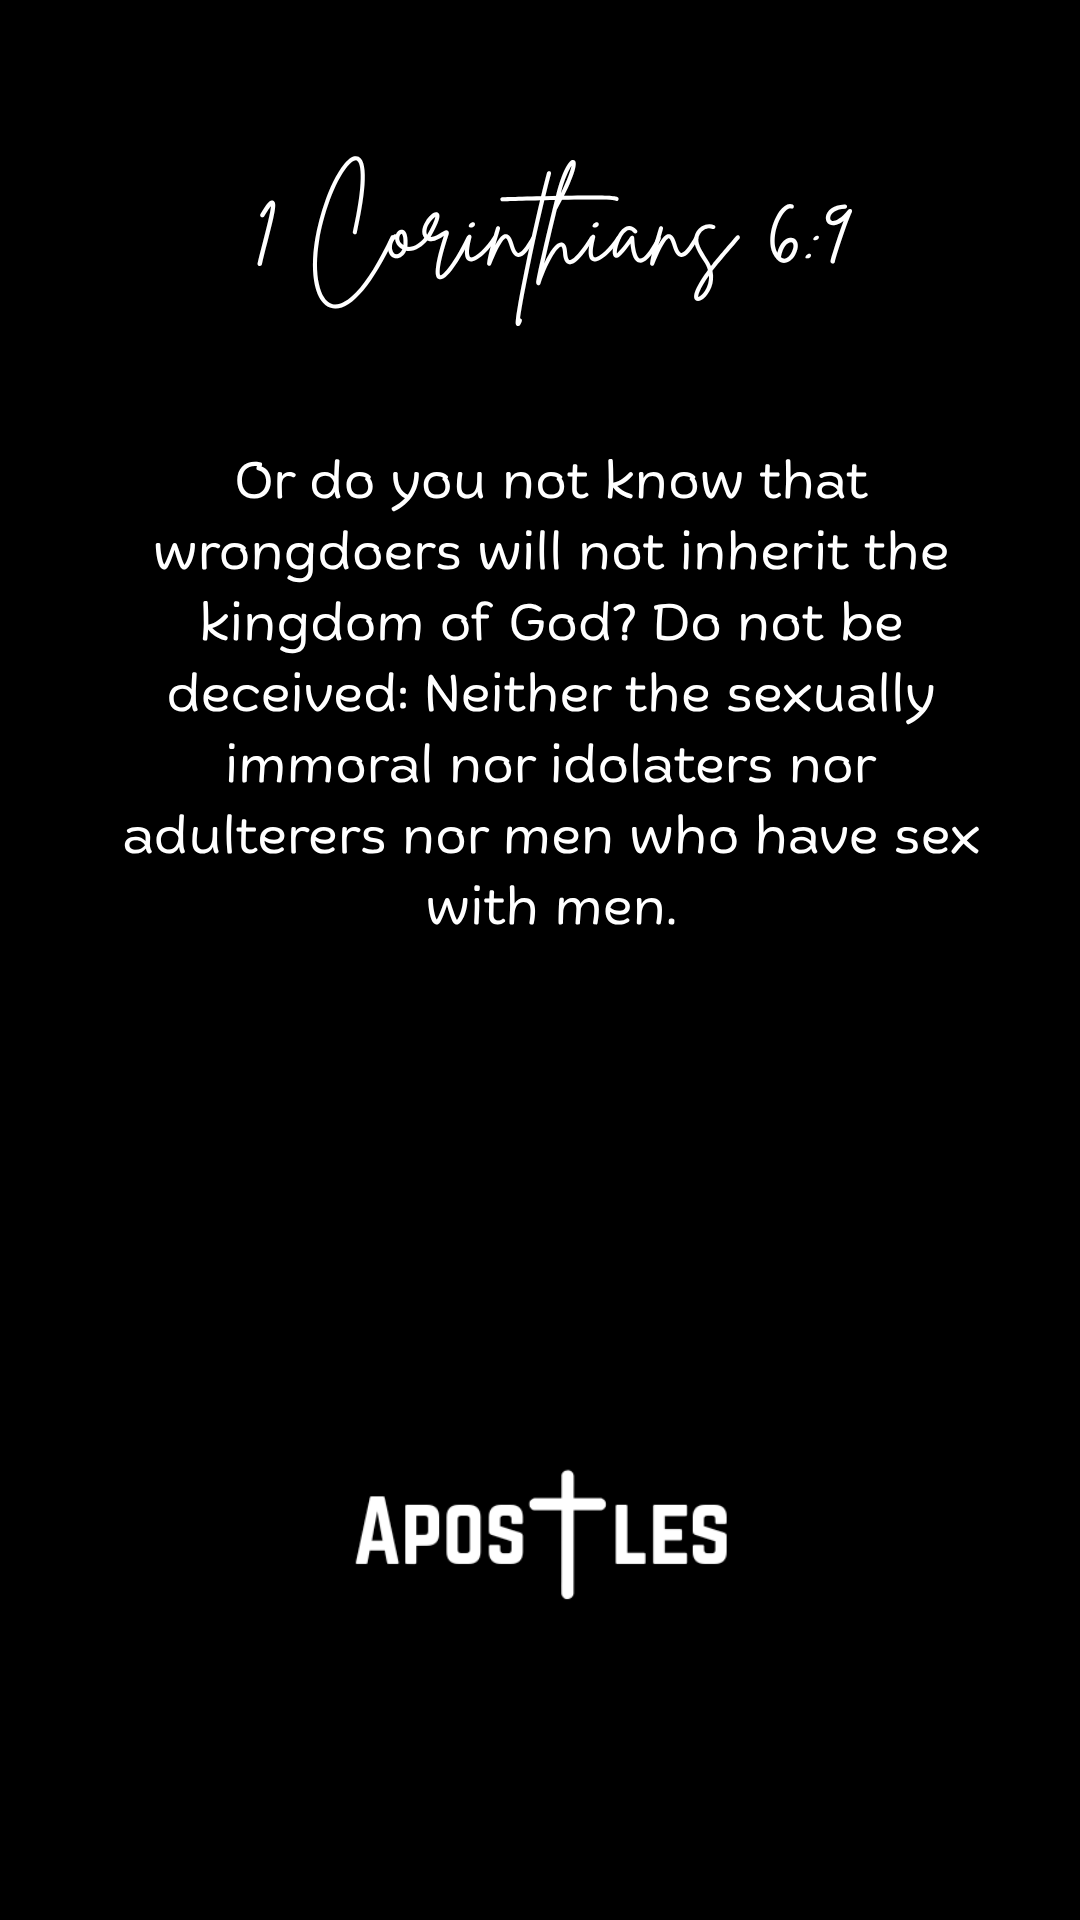 1 Corinthians 6:9
Or do you not know that
wrongdoers will not inherit the
kingdom of God? Do not be
deceived: Neither the sexually
immoral nor idolaters nor
adulterers nor men who have sex
with men.
APOSTLES